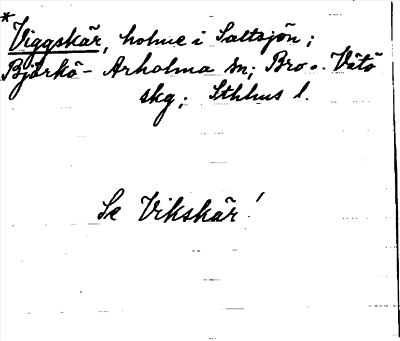 *
Viggskär, holme i Saltsjön;
Björkö-Arholma sn; Bro o. Vätö
skg; Sthlms l.
Se Vikskär!